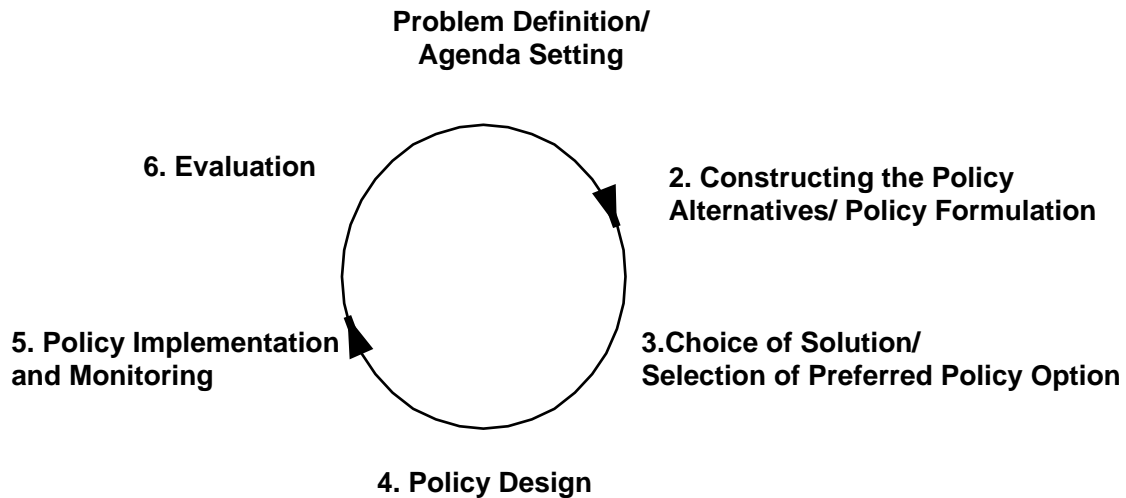 Problem Definition/
Agenda Setting
6. Evaluation
2. Constructing the Policy
Alternatives/ Policy Formulation
5. Policy Implementation
and Monitoring
3.Choice of Solution/
Selection of Preferred Policy Option
4. Policy Design